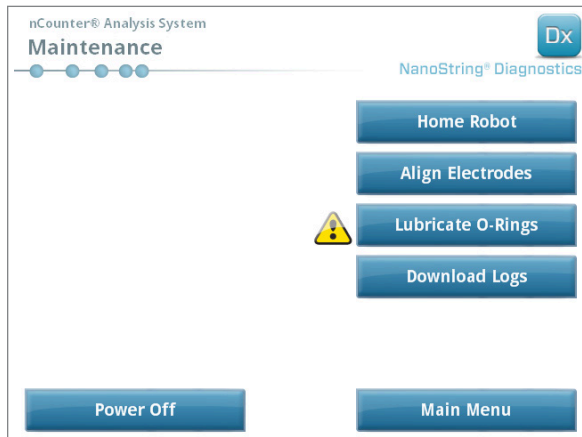 nCounter® Analysis System
Maintenance
Dx
NanoString® Diagnostics
Home Robot
Align Electrodes
Lubricate O-Rings
Download Logs
Power Off
Main Menu